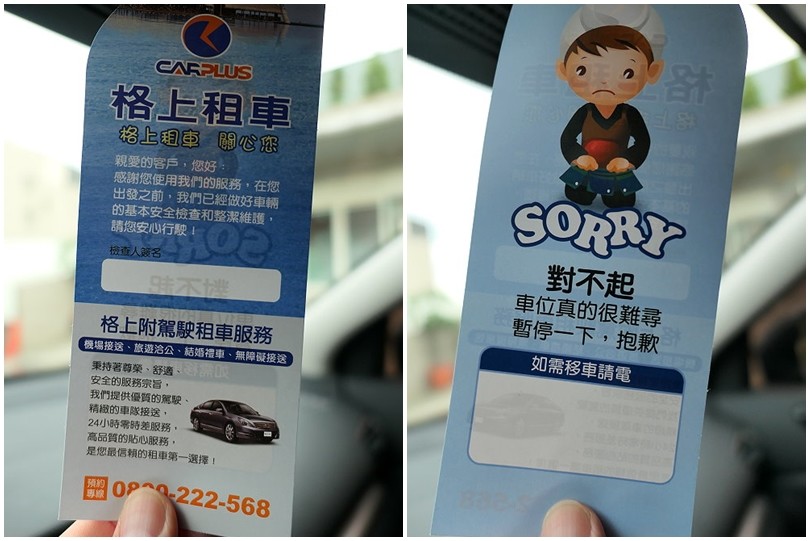 CARPLUS
格上租車
格上租車 關心您
親愛的客戶，您好：
感謝您使用我們的服務，在您
出發之前，我們已經做好車輛
的基本安全檢查和整潔維護，
請您安心行駛！
檢查人簽名
格上附駕駛租車服務
機場接送、旅遊洽公、結婚禮車、無障礙接送
秉持著尊榮、舒適、
安全的服務宗旨，
我們提供優質的駕駛、
精緻的車隊接送，
24小時零時差服務，
高品質的貼心服務，
是您最信賴的租車第一選擇！
預約
專線
0800-222-568
SORRY
對不起
車位真的很難尋
暫停一下，抱歉
如需移車請電